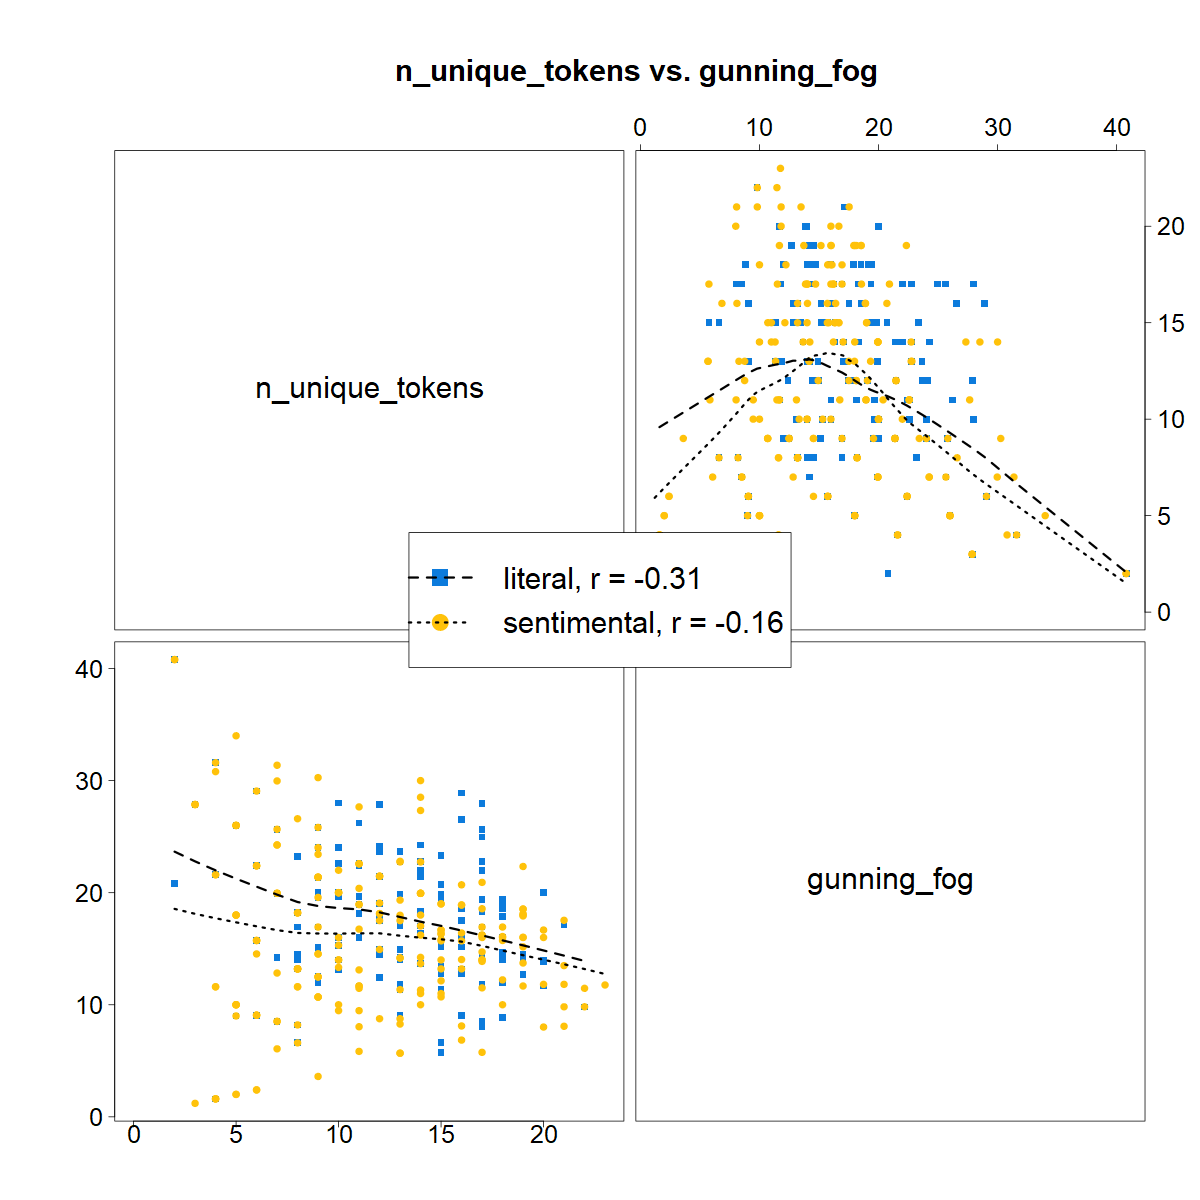 n_unique_tokens vs. gunning_fog
0 10 20 30 40
n_unique_tokens
20
15
10
5
0
literal, r = -0.31
sentimental, r = -0.16
40
30
20
10
0
gunning_fog
0 5 10 15 20